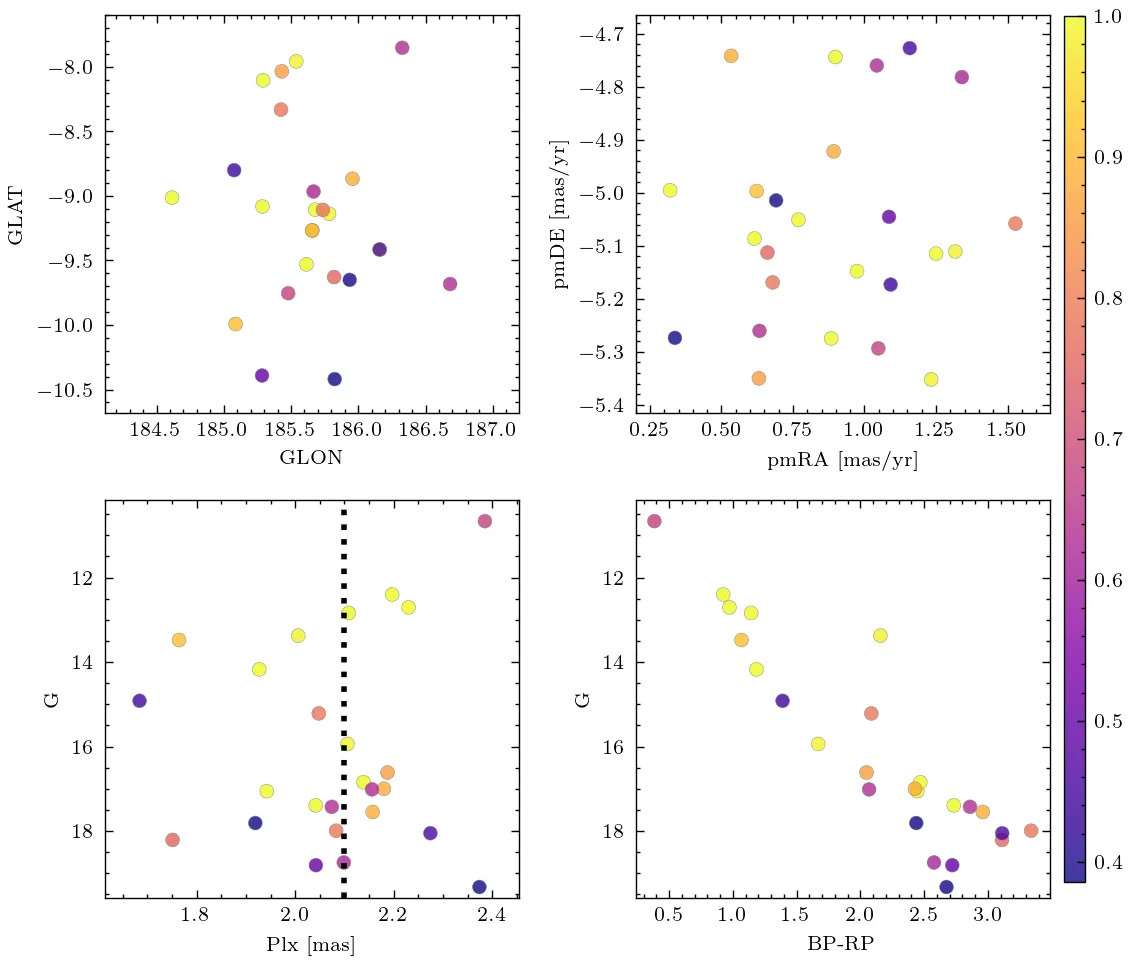 −8.0
−8.5
−9.0
−9.5
−10.0
−10.5
GLAT
184.5 185.0 185.5 186.0 186.5 187.0
GLON
−4.7
−4.8
−4.9
−5.0
−5.1
−5.2
−5.3
−5.4
pmDE [mas/yr]
0.25 0.50 0.75 1.00 1.25 1.50
pmRA [mas/yr]
12
14
16
18
G
1.8 2.0 2.2 2.4
Plx [mas]
12
14
16
18
G
0.5 1.0 1.5 2.0 2.5 3.0
BP-RP
1.0
0.9
0.8
0.7
0.6
0.5
0.4